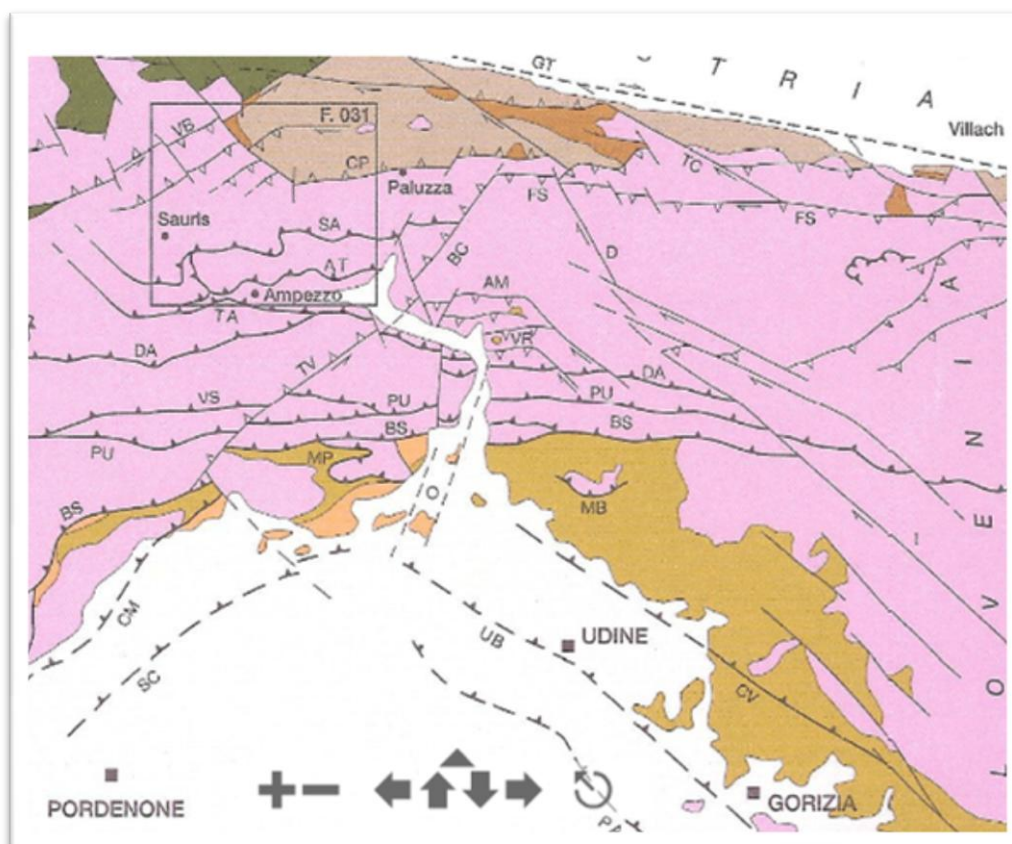 GT
S T R I A
Villach
F. 031
VB
CP
Paluzza
TC
FS
FS
Sauris
SA
BC
D
AT
AM
Ampezzo
TA
VR
DA
TV
DA
VS
PU
PU
BS
BS
PU
MP
MB
BS
O
I
CM
SC
UB
UDINE
CV
S L O V E N I A
PORDENONE
GORIZIA
PA